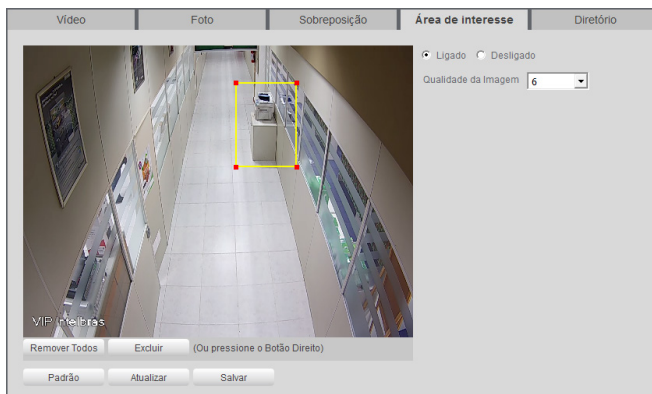 Vídeo Foto Sobreposição Área de interesse Diretório
Ligado Desligado
Qualidade da Imagem 6
VIP Intelbras
Remover Todos Excluir (Ou pressione o Botão Direito)
Padrão Atualizar Salvar